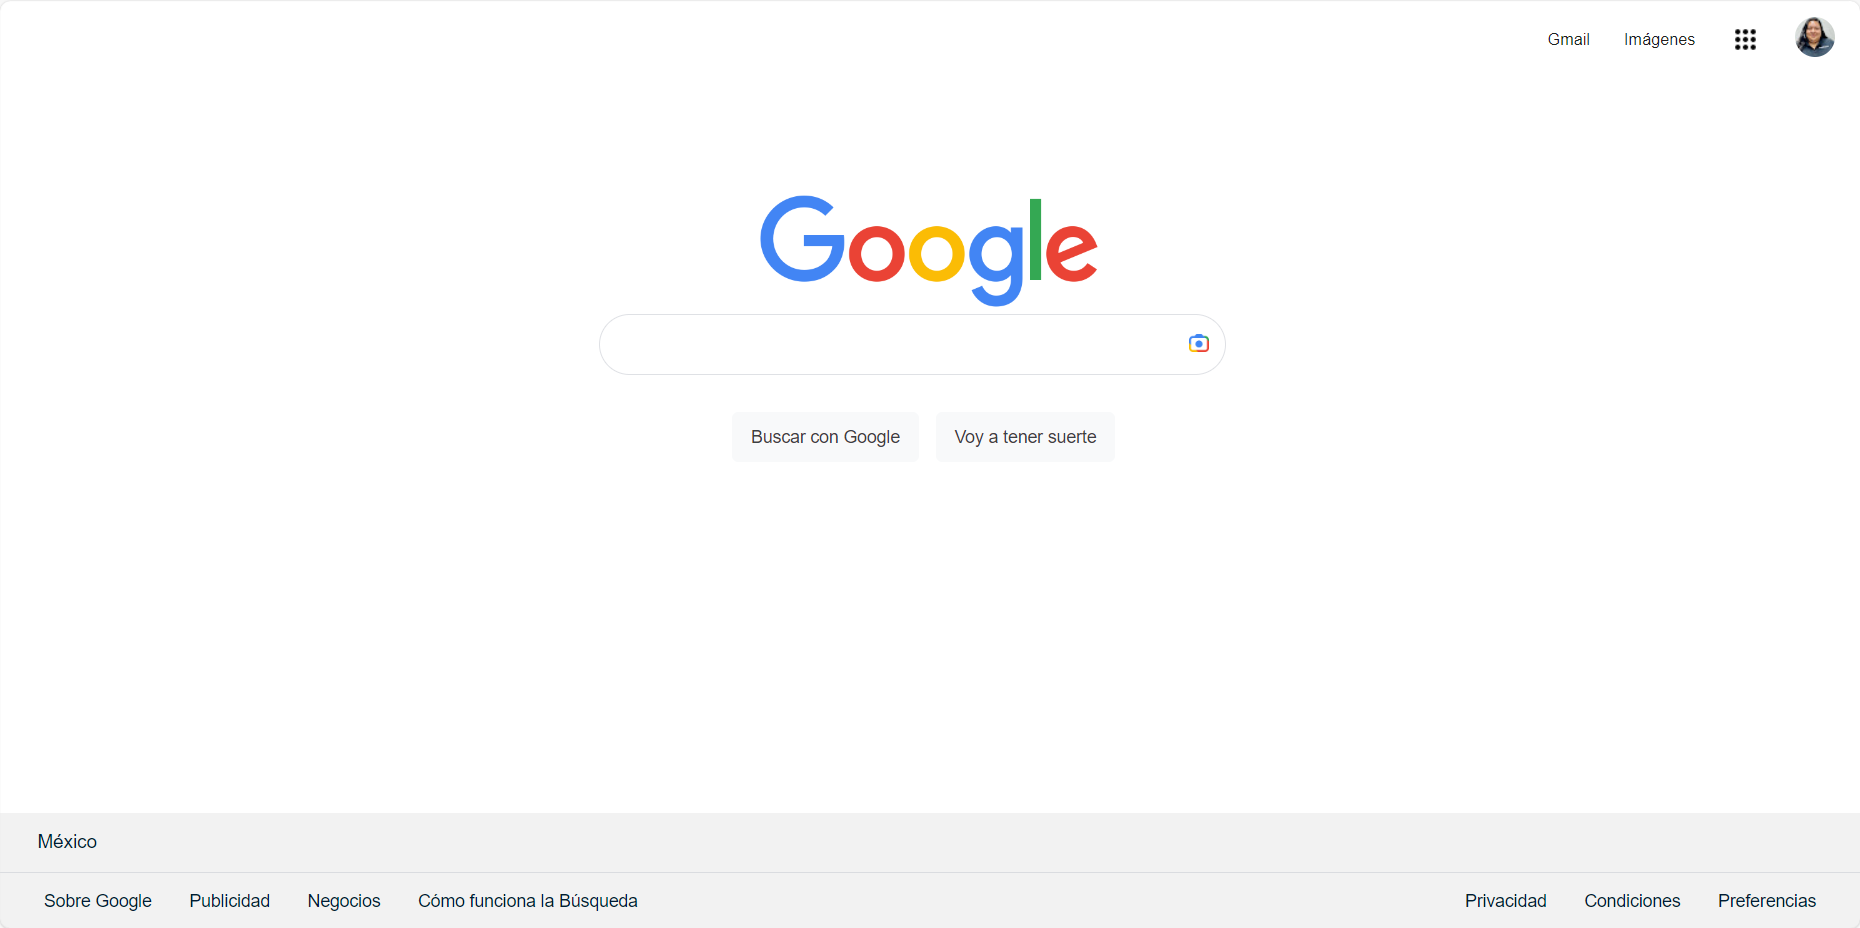 Gmail Imágenes
Google
Buscar con Google Voy a tener suerte
México
Sobre Google Publicidad Negocios Cómo funciona la Búsqueda Privacidad Condiciones Preferencias